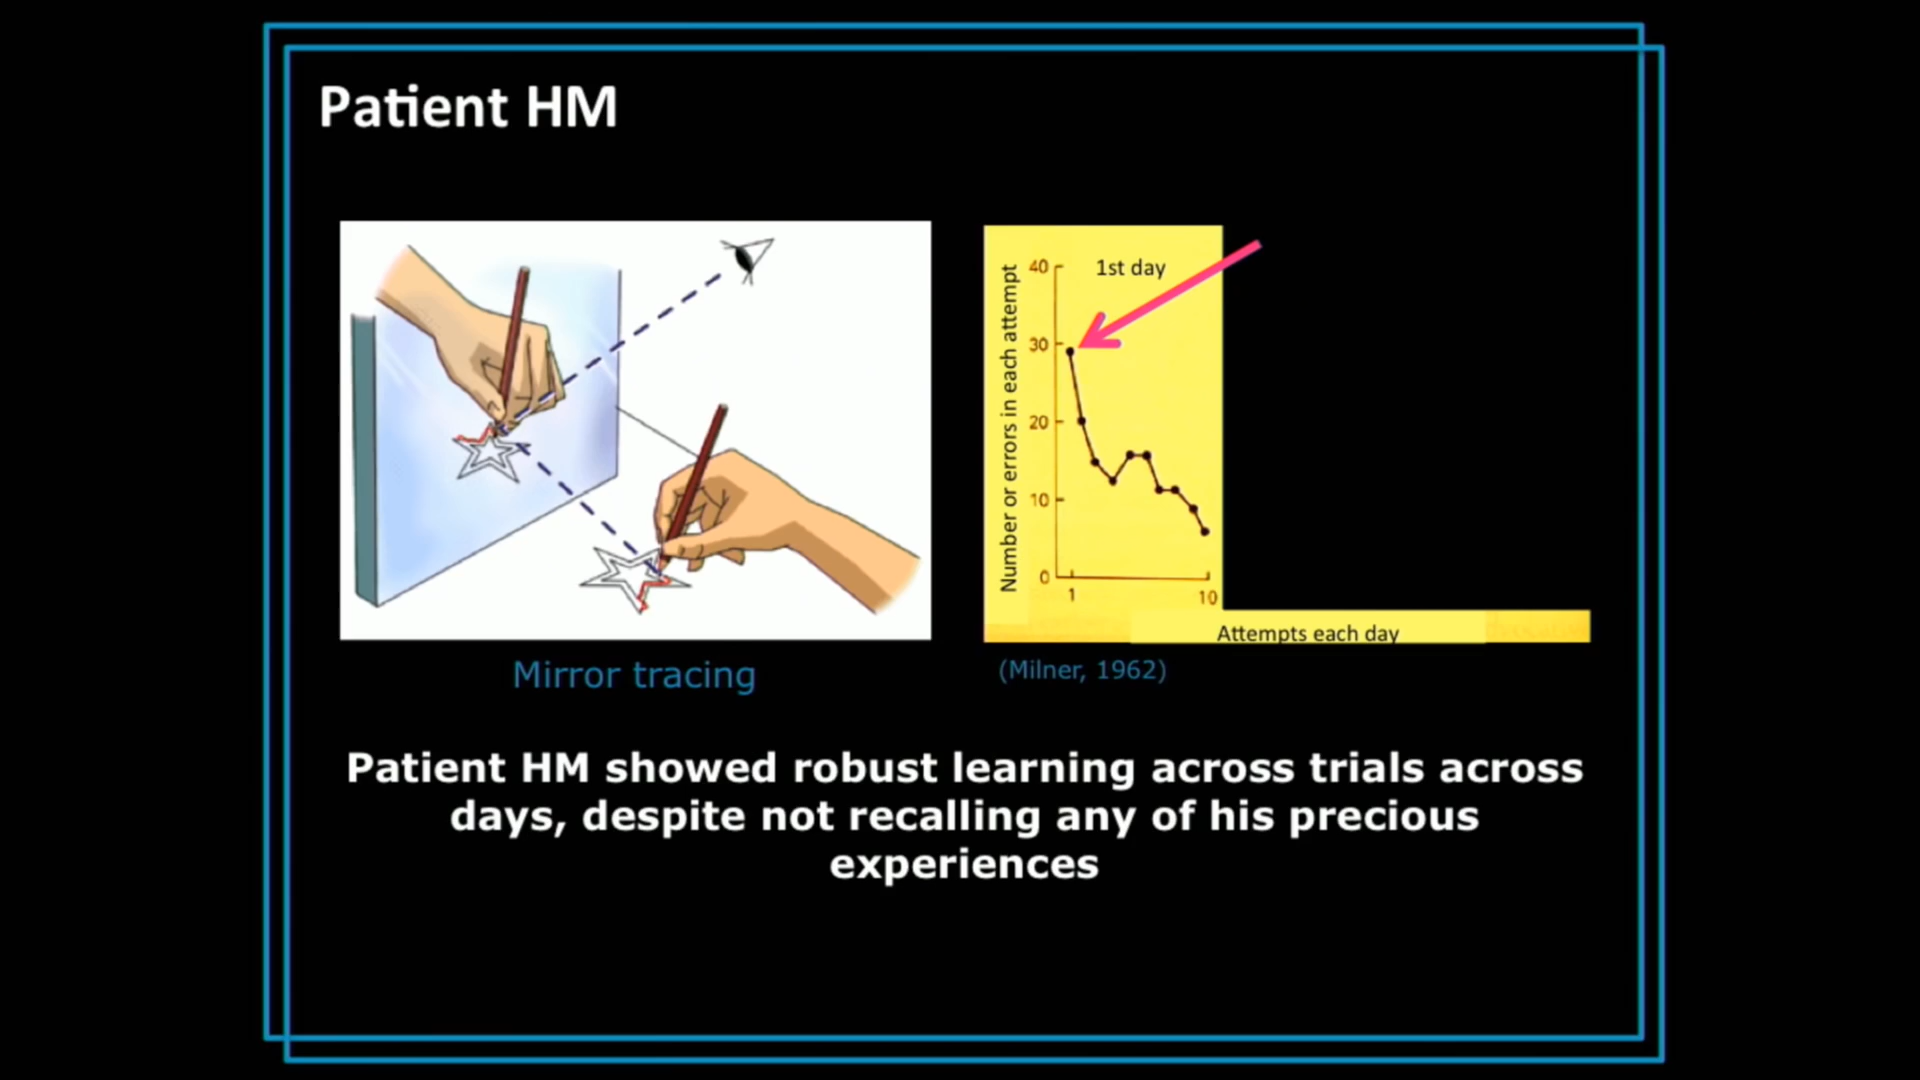 Patient HM
Number or errors in each attempt
40
30
20
10
0
1st day
1
10
Attempts each day
Mirror tracing
(Milner, 1962)
Patient HM showed robust learning across trials across
days, despite not recalling any of his precious
experiences